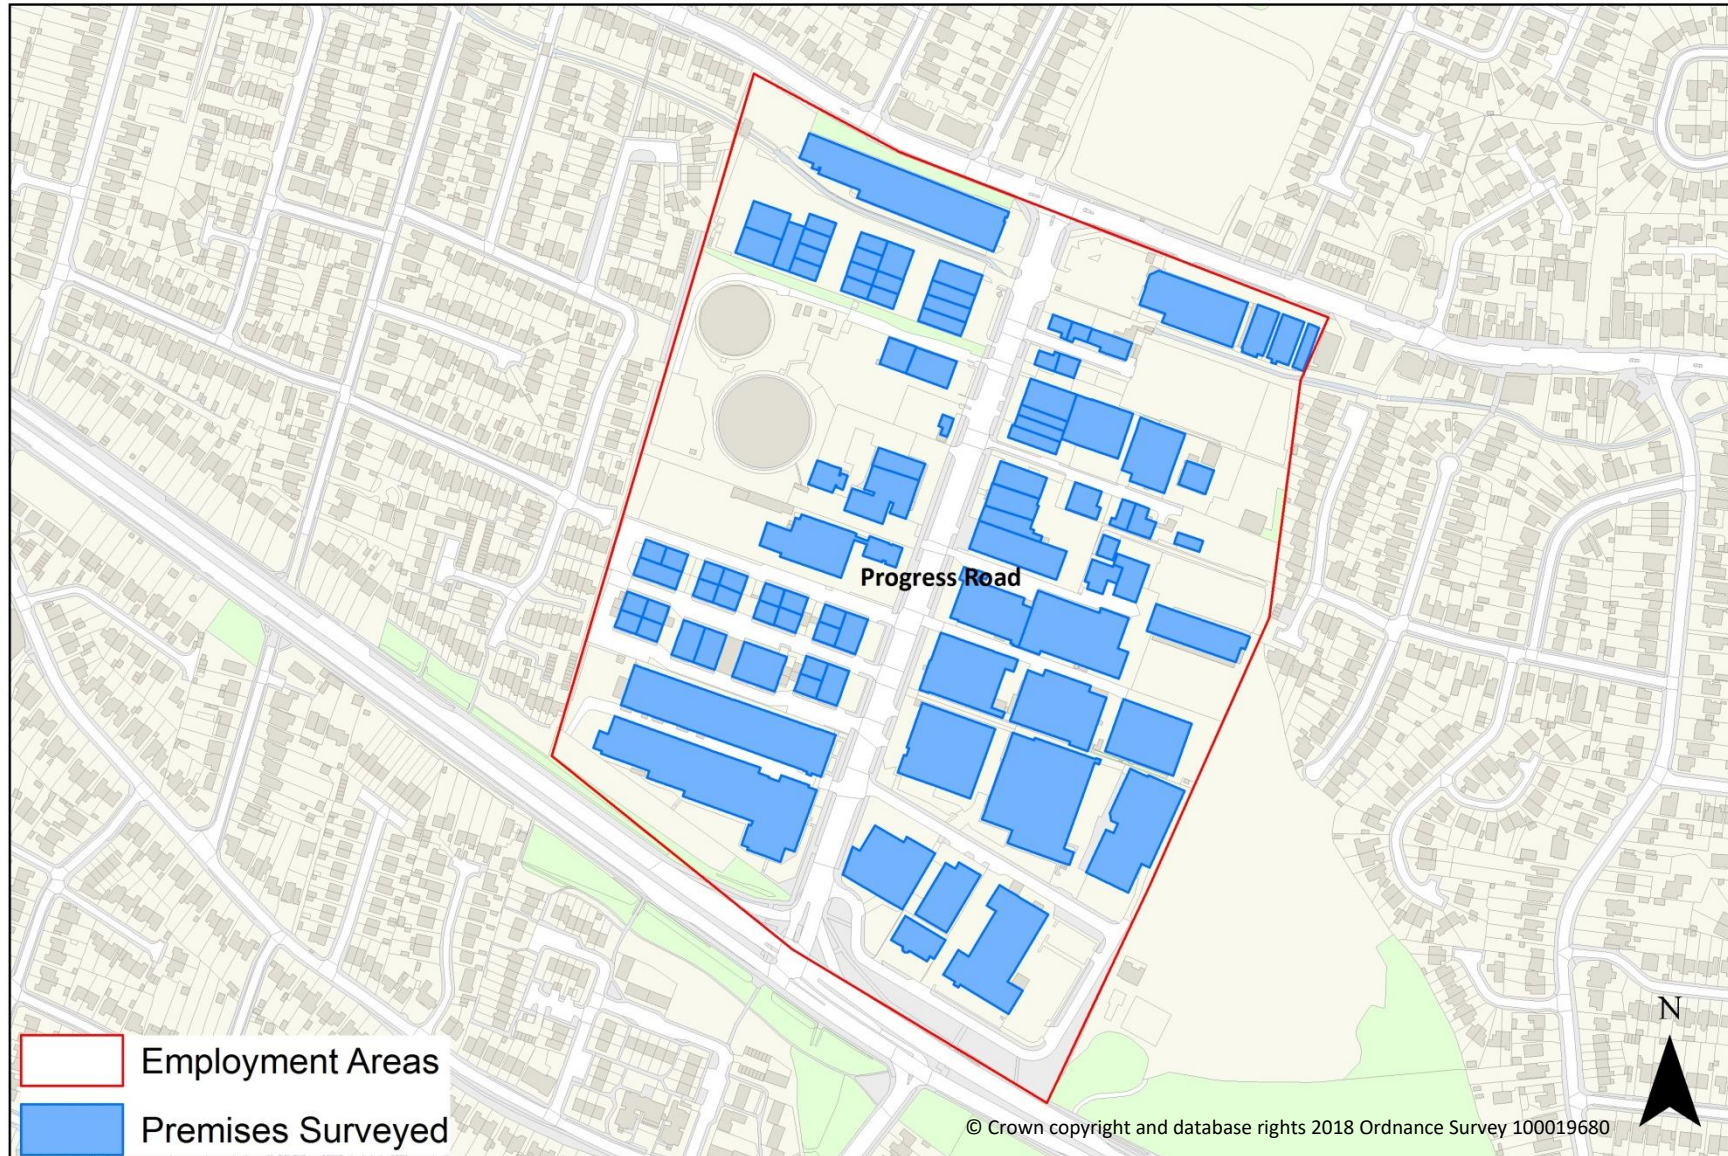 Progress Road
N
Employment Areas
Premises Surveyed
© Crown copyright and database rights 2018 Ordnance Survey 100019680